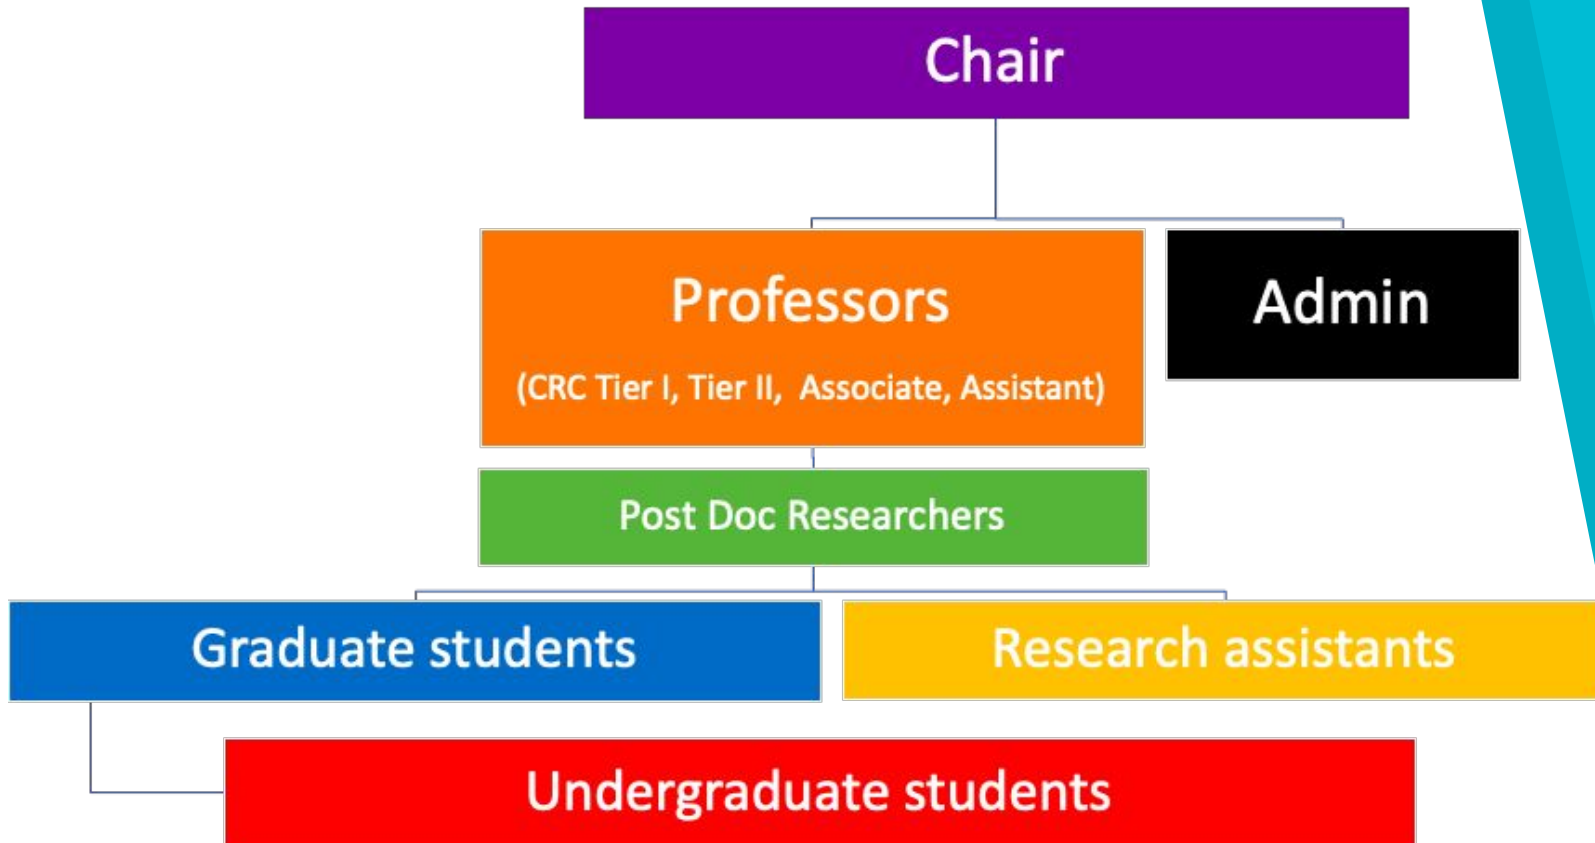 Chair
Professors
Admin
(CRC Tier I, Tier II, Associate, Assistant)
Post Doc Researchers
Graduate students
Research assistants
Undergraduate students